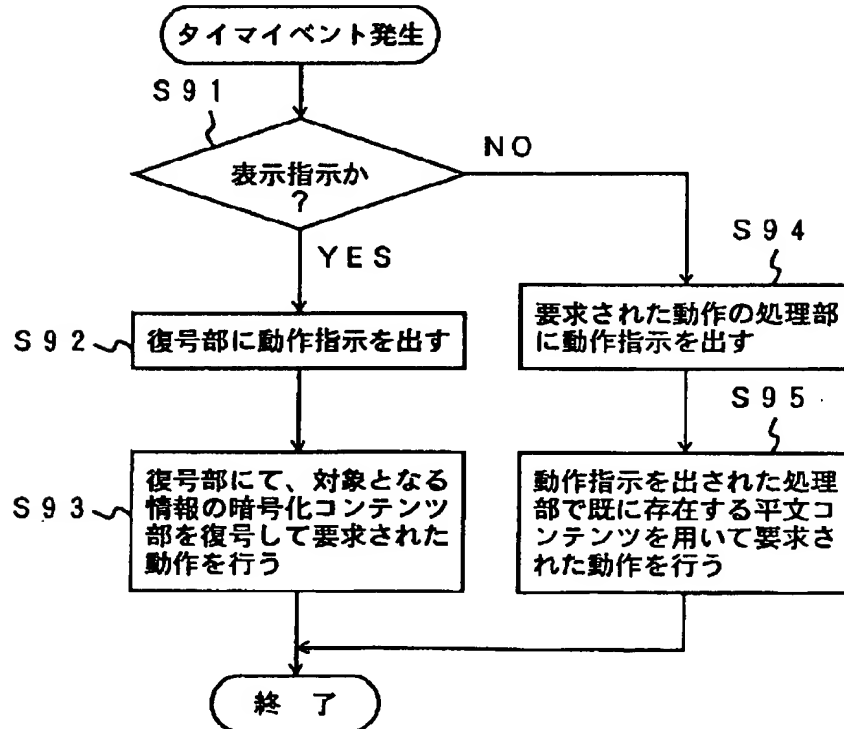 タイマイベント発生
S91
表示指示か
?
NO
YES
S92
復号部に動作指示を出す
S93
復号部にて、対象となる
情報の暗号化コンテンツ
部を復号して要求された
動作を行う
S94
要求された動作の処理部
に動作指示を出す
S95
動作指示を出された処理
部で既に存在する平文コ
ンテンツを用いて要求さ
れた動作を行う
終 了